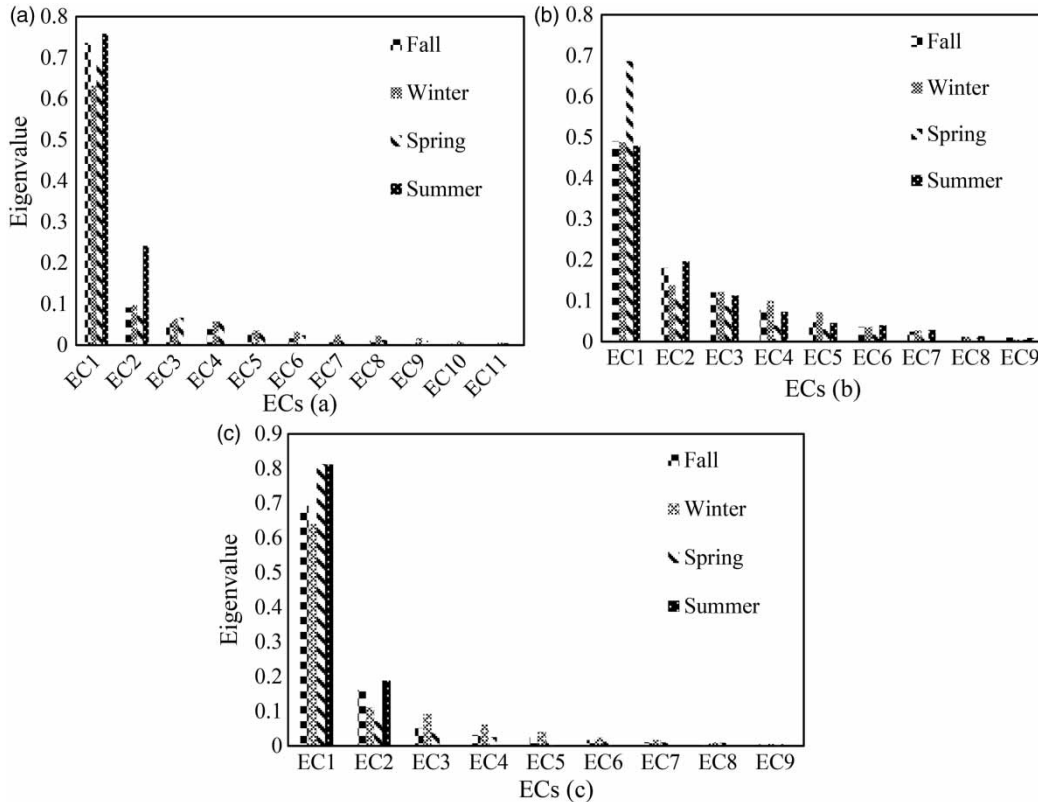 (a)
0.8
0.7
0.6
0.5
0.4
0.3
0.2
0.1
0
Eigenvalue
Fall
Winter
Spring
Summer
EC1 EC2 EC3 EC4 EC5 EC6 EC7 EC8 EC9 EC10 EC11
ECs (a)
(b)
0.8
0.7
0.6
0.5
0.4
0.3
0.2
0.1
0
Eigenvalue
Fall
Winter
Spring
Summer
EC1 EC2 EC3 EC4 EC5 EC6 EC7 EC8 EC9
ECs (b)
(c)
0.9
0.8
0.7
0.6
0.5
0.4
0.3
0.2
0.1
0
Eigenvalue
Fall
Winter
Spring
Summer
EC1 EC2 EC3 EC4 EC5 EC6 EC7 EC8 EC9
ECs (c)